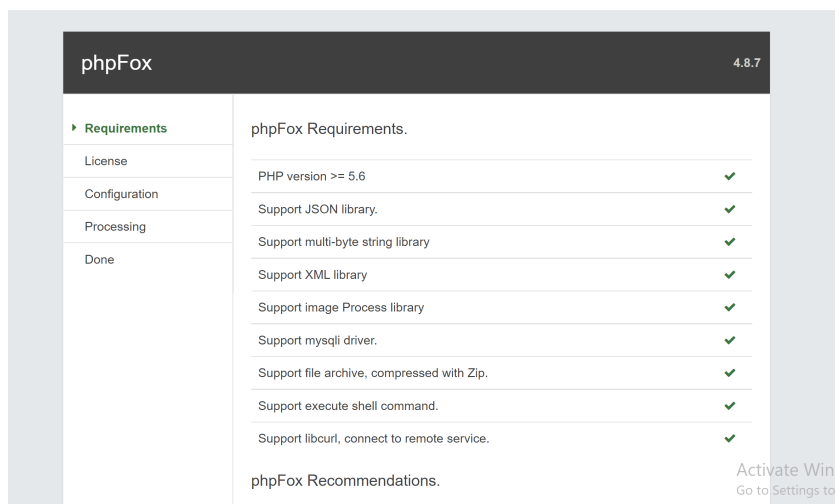 phpFox
4.8.7
Requirements
License
Configuration
Processing
Done
phpFox Requirements.
PHP version >= 5.6
Support JSON library.
Support multi-byte string library
Support XML library
Support image Process library
Support mysqli driver.
Support file archive, compressed with Zip.
Support execute shell command.
Support libcurl, connect to remote service.
phpFox Recommendations.
Activate Win
Go to Settings to